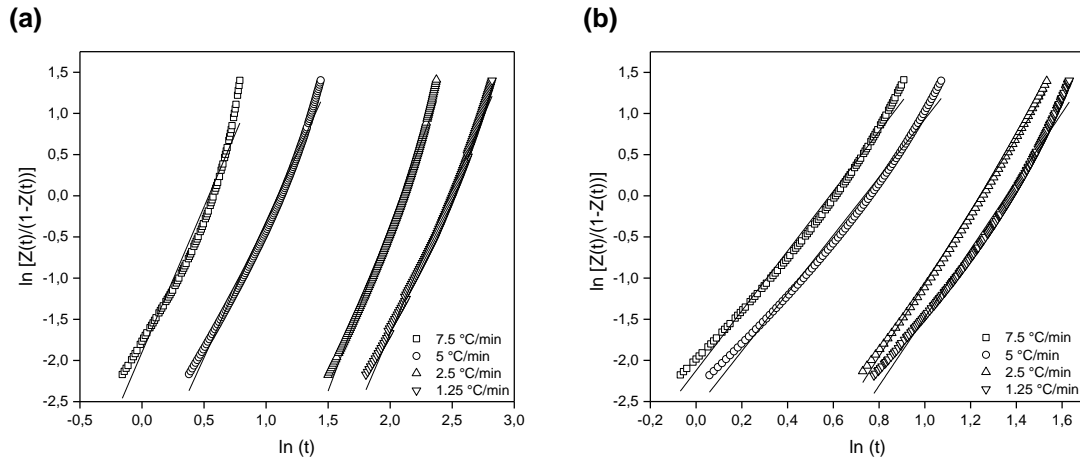 (a)
1,5
1,0
0,5
0,0
-0,5
-1,0
-1,5
-2,0
-2,5
ln [Z(t)/(1-Z(t))]
7.5 °C/min
5 °C/min
2.5 °C/min
1.25 °C/min
-0,5 0,0 0,5 1,0 1,5 2,0 2,5 3,0
ln (t)
(b)
1,5
1,0
0,5
0,0
-0,5
-1,0
-1,5
-2,0
-2,5
ln [Z(t)/(1-Z(t))]
7.5 °C/min
5 °C/min
2.5 °C/min
1.25 °C/min
-0,2 0,0 0,2 0,4 0,6 0,8 1,0 1,2 1,4 1,6
ln (t)